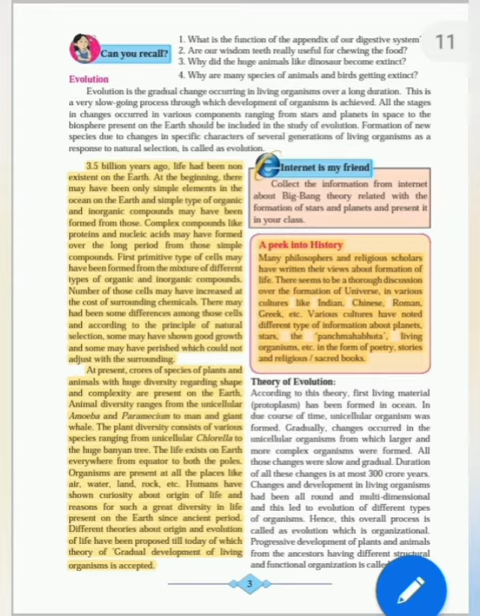 11
Can you recall?
1. What is the function of the appendix of our digestive system
2. Are our wisdom teeth really useful for chewing the food?
3. Why did the huge animals like dinosaur become extinct?
4. Why are many species of animals and birds getting extinct?
Evolution
Evolution is the gradual change occurring in living organisms over a long duration. This is
a very slow-going process through which development of organisms is achieved. All the stages
in changes occurred in various components ranging from stars and planets in space to the
biosphere present on the Earth should be included in the study of evolution. Formation of new
species due to changes in specific characters of several generations of living organisms as a
response to natural selection, is called as evolution.
3.5 billion years ago, life had been non
existent on the Earth. At the beginning, there
may have been only simple elements in the
ocean on the Earth and simple type of organic
and inorganic compounds may have been
formed from those. Complex compounds like
proteins and nucleic acids may have formed
over the long period from those simple
compounds. First primitive type of cells may
have been formed from the mixture of different
types of organic and inorganic compounds.
Number of those cells may have increased at
the cost of surrounding chemicals. There may
had been some differences among those cells
and according to the principle of natural
selection, some may have shown good growth
and some may have perished which could not
adjust with the surrounding.
At present, crores of species of plants and
animals with huge diversity regarding shape
and complexity are present on the Earth.
Animal diversity ranges from the unicellular
Amoeba and Paramecium to man and giant
whale. The plant diversity consists of various
species ranging from unicellular Chlorella to
the huge banyan tree. The life exists on Earth
everywhere from equator to both the poles.
Organisms are present at all the places like
air, water, land, rock, etc. Humans have
shown curiosity about origin of life and
reasons for such a great diversity in life
present on the Earth since ancient period.
Different theories about origin and evolution
of life have been proposed till today of which
theory of 'Gradual development of living
organisms is accepted.
Internet is my friend
Collect the information from internet
about Big-Bang theory related with the
formation of stars and planets and present it
in your class.
A peek into History
Many philosophers and religious scholars
have written their views about formation of
life. There seems to be a thorough discussion
over the formation of Universe, in various
cultures like Indian, Chinese, Roman,
Greek, etc. Various cultures have noted
different type of information about planets,
stars, the 'panchmahabhuta', living
organisms, etc. in the form of poetry, stories
and religious / sacred books.
Theory of Evolution:
According to this theory, first living material
(protoplasm) has been formed in ocean. In
due course of time, unicellular organism was
formed. Gradually, changes occurred in the
unicellular organisms from which larger and
more complex organisms were formed. All
those changes were slow and gradual. Duration
of all these changes is at most 300 crore years.
Changes and development in living organisms
had been all round and multi-dimensional
and this led to evolution of different types
of organisms. Hence, this overall process is
called as evolution which is organizational.
Progressive development of plants and animals
from the ancestors having different structural
and functional organization is calle
3